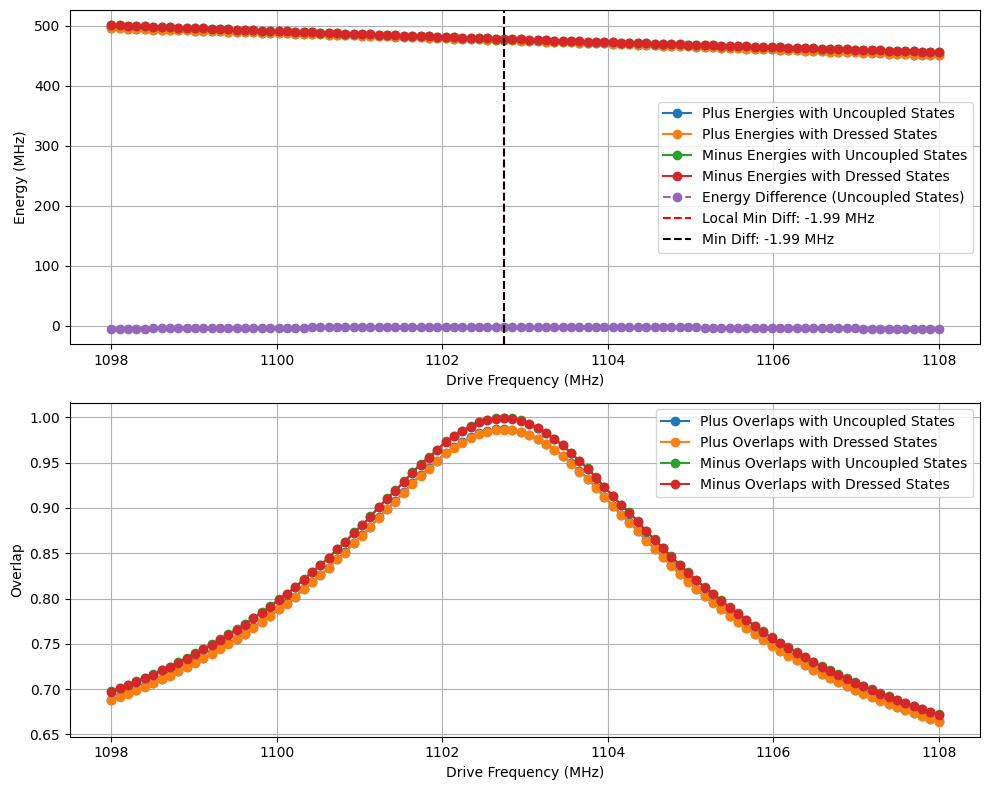 500
400
300
200
100
0
Energy (MHz)
Plus Energies with Uncoupled States
Plus Energies with Dressed States
Minus Energies with Uncoupled States
Minus Energies with Dressed States
Energy Difference (Uncoupled States)
Local Min Diff: -1.99 MHz
Min Diff: -1.99 MHz
1098 1100 1102 1104 1106 1108
Drive Frequency (MHz)
1.00
0.95
0.90
0.85
0.80
0.75
0.70
0.65
Overlap
Plus Overlaps with Uncoupled States
Plus Overlaps with Dressed States
Minus Overlaps with Uncoupled States
Minus Overlaps with Dressed States
1098 1100 1102 1104 1106 1108
Drive Frequency (MHz)